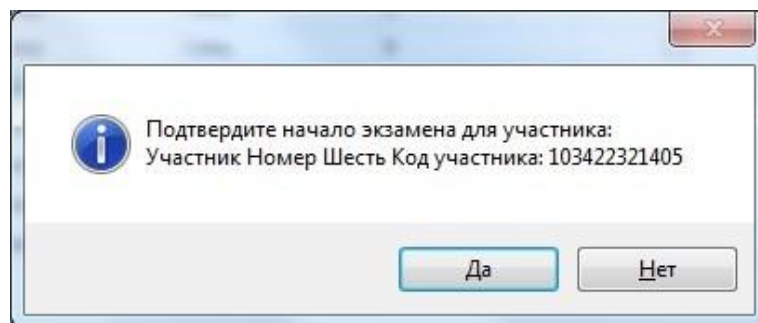 Подтвердите начало экзамена для участника:
Участник Номер Шесть Код участника: 103422321405
Да
Нет